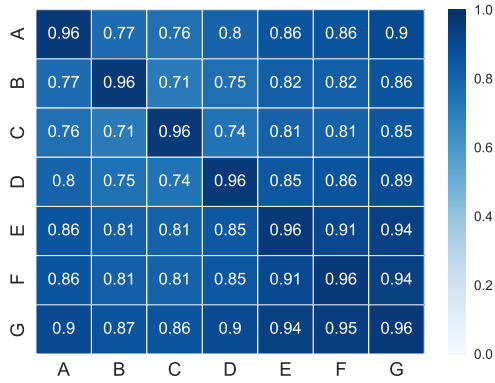 A 0.96 0.77 0.76 0.8 0.86 0.86 0.9
B 0.77 0.96 0.71 0.75 0.82 0.82 0.86
C 0.76 0.71 0.96 0.74 0.81 0.81 0.85
D 0.8 0.75 0.74 0.96 0.85 0.86 0.89
E 0.86 0.81 0.81 0.85 0.96 0.91 0.94
F 0.86 0.81 0.81 0.85 0.91 0.96 0.94
G 0.9 0.87 0.86 0.9 0.94 0.95 0.96
A B C D E F G
1.0
0.8
0.6
0.4
0.2
0.0